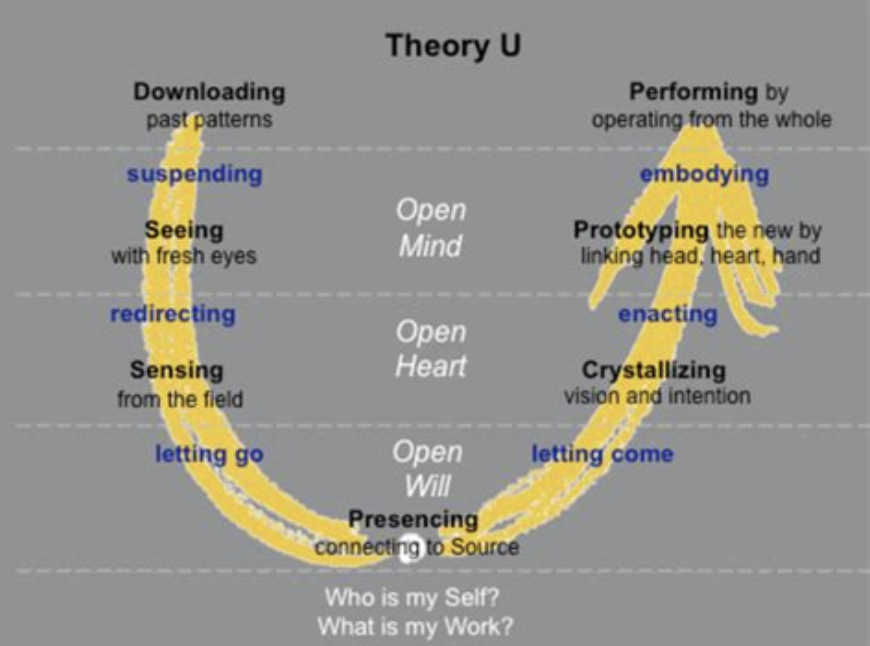 Theory U
Downloading
past patterns
Performing by
operating from the whole
suspending
embodying
Open
Mind
Seeing
with fresh eyes
Prototyping the new by
linking head, heart, hand
redirecting
enacting
Open
Heart
Sensing
from the field
Crystallizing
vision and intention
letting go
letting come
Open
Will
Presencing
connecting to Source
Who is my Self?
What is my Work?